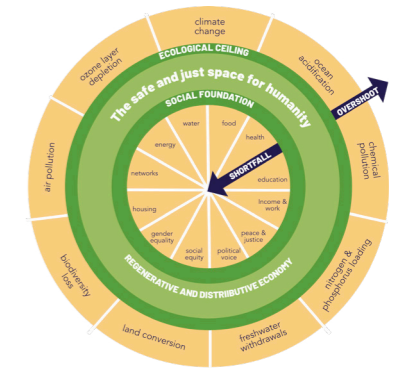 climate
change
ocean
acidification
chemical
pollution
nitrogen &
phosphorus loading
freshwater
withdrawals
land conversion
biodiversity
loss
air pollution
ozone layer
depletion
OVERSHOOT
ECOLOGICAL CEILING
The safe and just space for humanity
SOCIAL FOUNDATION
water
food
health
SHORTFALL
education
income &
work
peace &
justice
political
voice
social
equity
gender
equality
housing
networks
energy
REGENERATIVE AND DISTRIBUTIVE ECONOMY